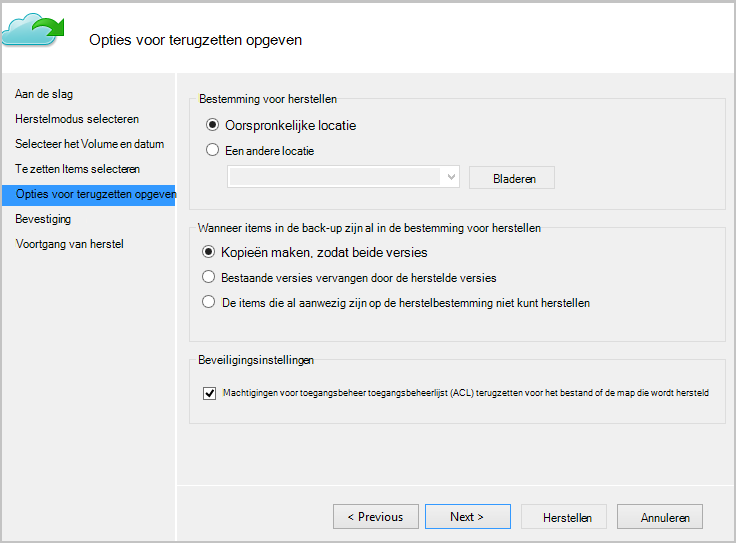 Opties voor terugzetten opgeven
Aan de slag
Herstelmodus selecteren
Selecteer het Volume en datum
Te zetten Items selecteren
Opties voor terugzetten opgeven
Bevestiging
Voortgang van herstel
Bestemming voor herstellen
Oorspronkelijke locatie
Een andere locatie
Bladeren
Wanneer items in de back-up zijn al in de bestemming voor herstellen
Kopieën maken, zodat beide versies
Bestaande versies vervangen door de herstelde versies
De items die al aanwezig zijn op de herstelbestemming niet kunt herstellen
Beveiligingsinstellingen
Machtigingen voor toegangsbeheer toegangsbeheerlijst (ACL) terugzetten voor het bestand of de map die wordt hersteld
< Previous
Next >
Herstellen
Annuleren